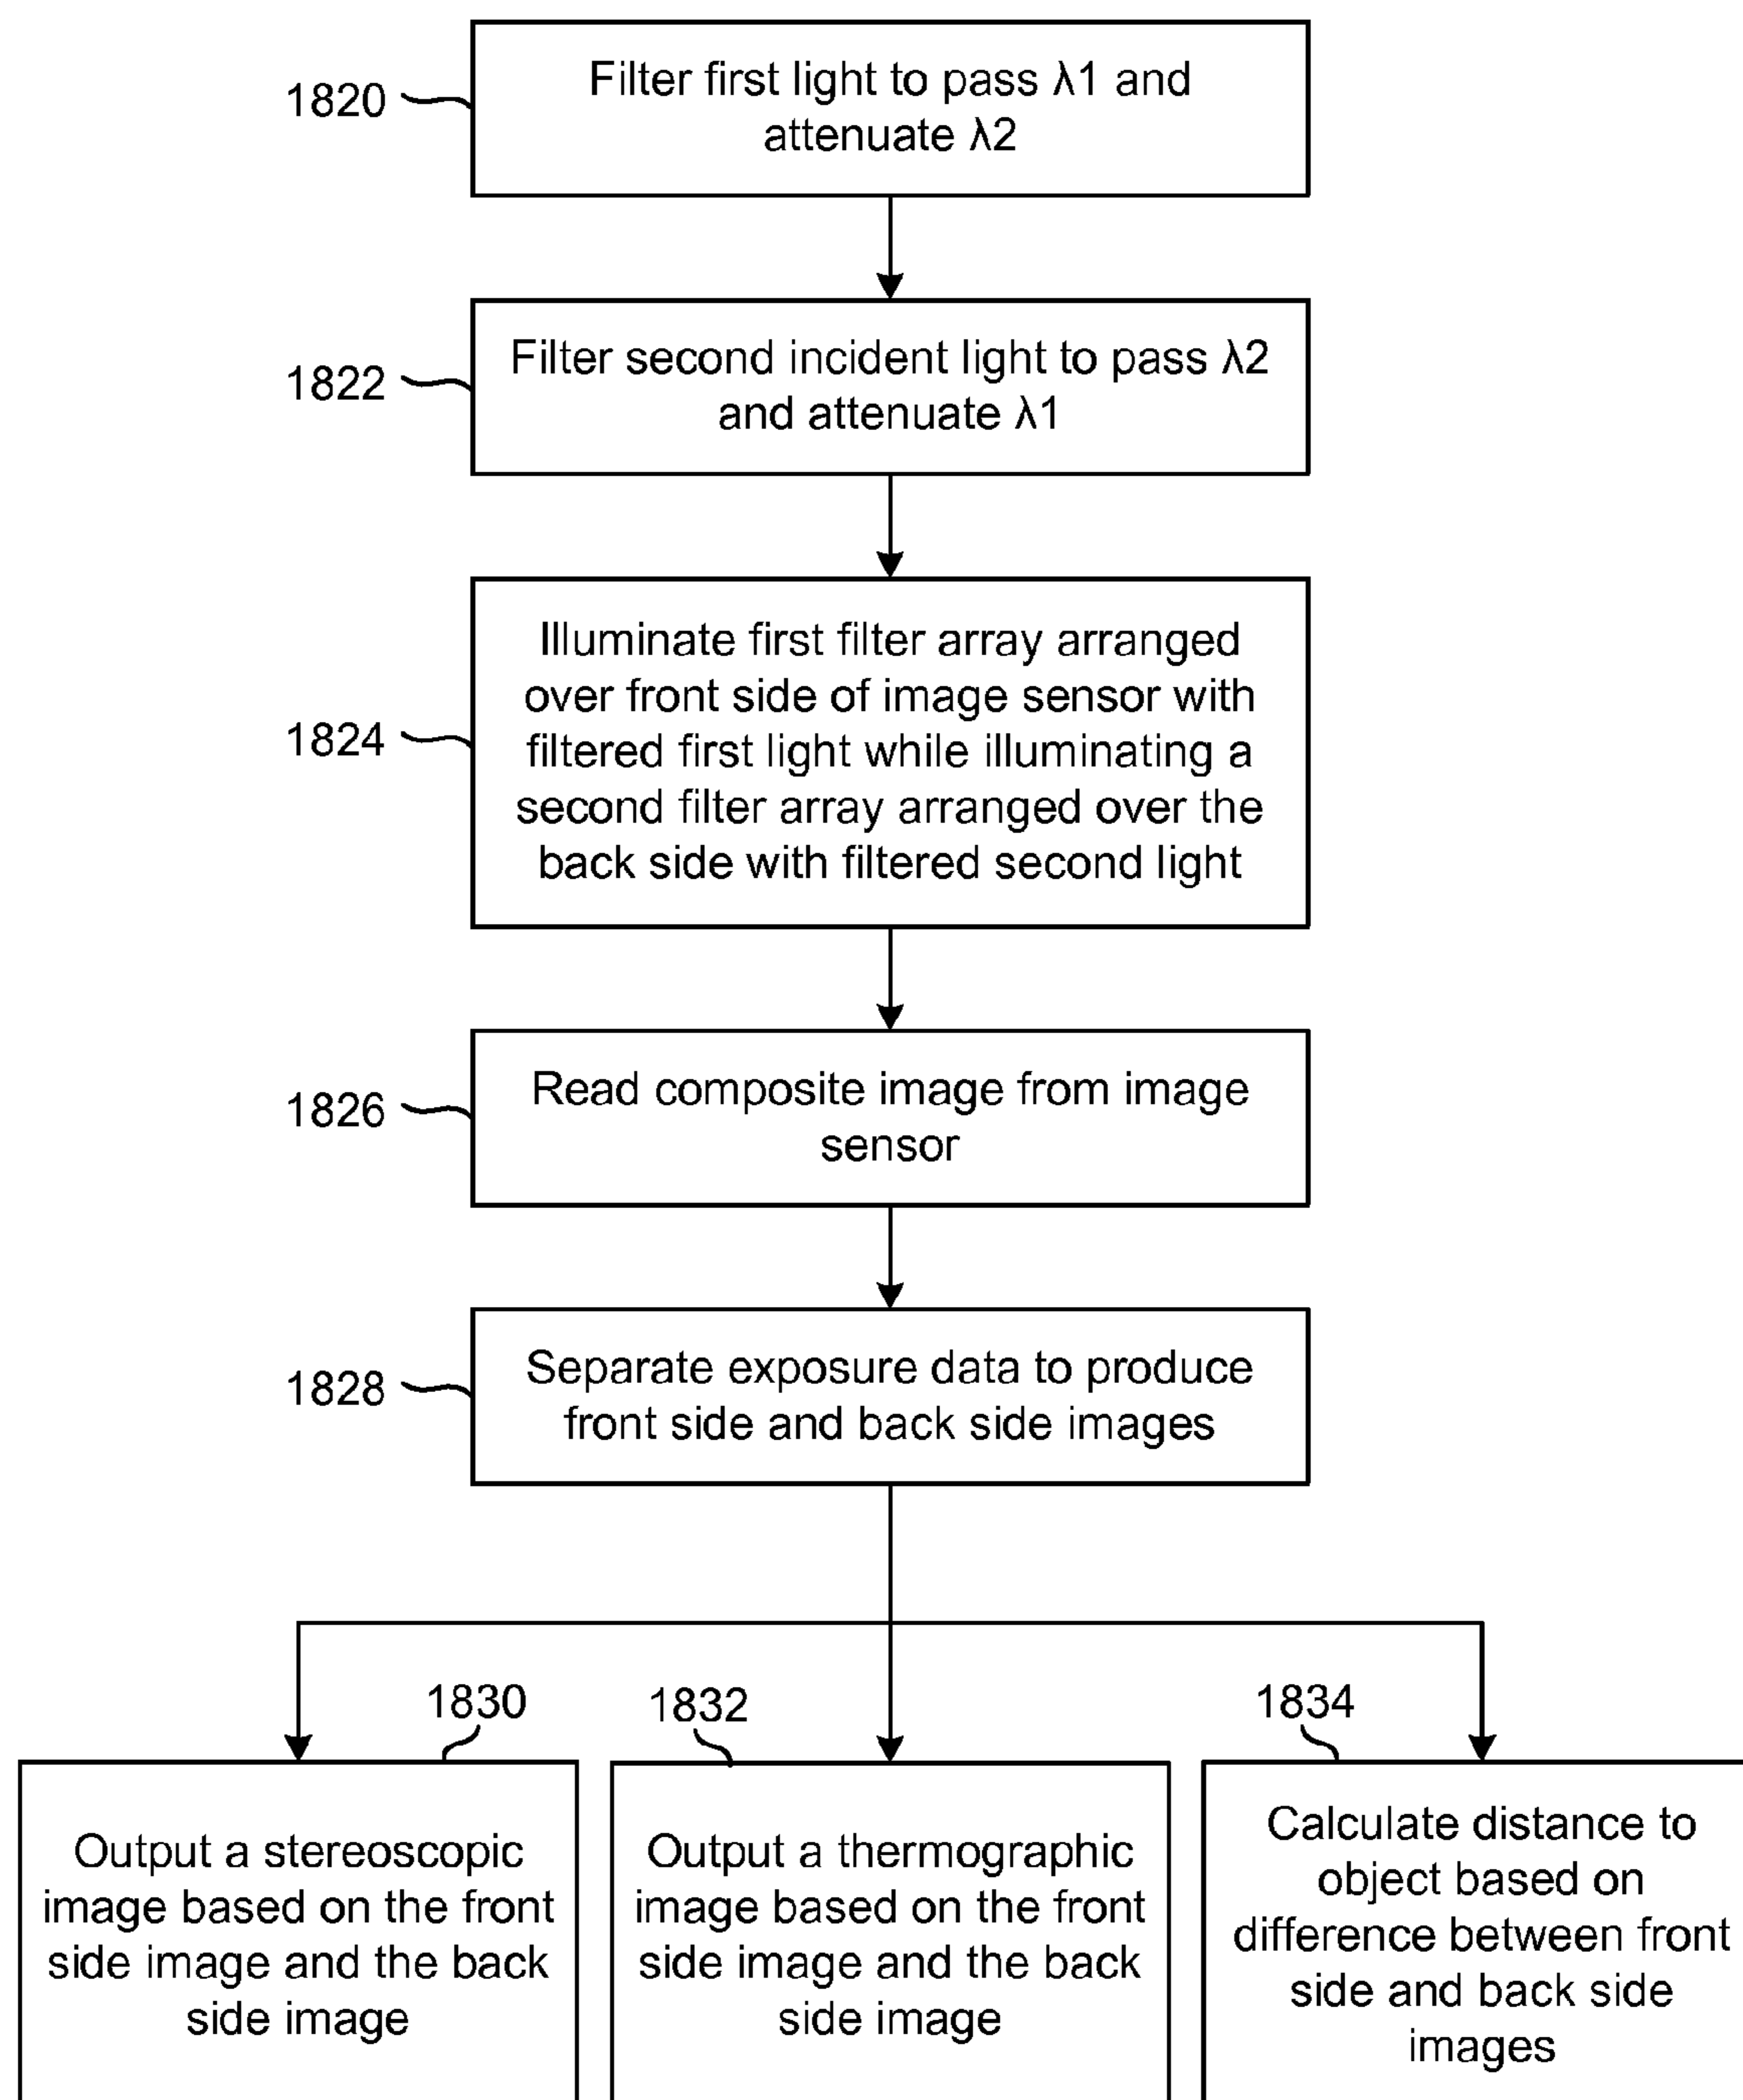 1820
Filter first light to pass λ1 and
attenuate λ2
1822
Filter second incident light to pass λ2
and attenuate λ1
1824
Illuminate first filter array arranged
over front side of image sensor with
filtered first light while illuminating a
second filter array arranged over the
back side with filtered second light
1826
Read composite image from image
sensor
1828
Separate exposure data to produce
front side and back side images
1830
Output a stereoscopic
image based on the front
side image and the back
side image
1832
Output a thermographic
image based on the front
side image and the back
side image
1834
Calculate distance to
object based on
difference between front
side and back side
images